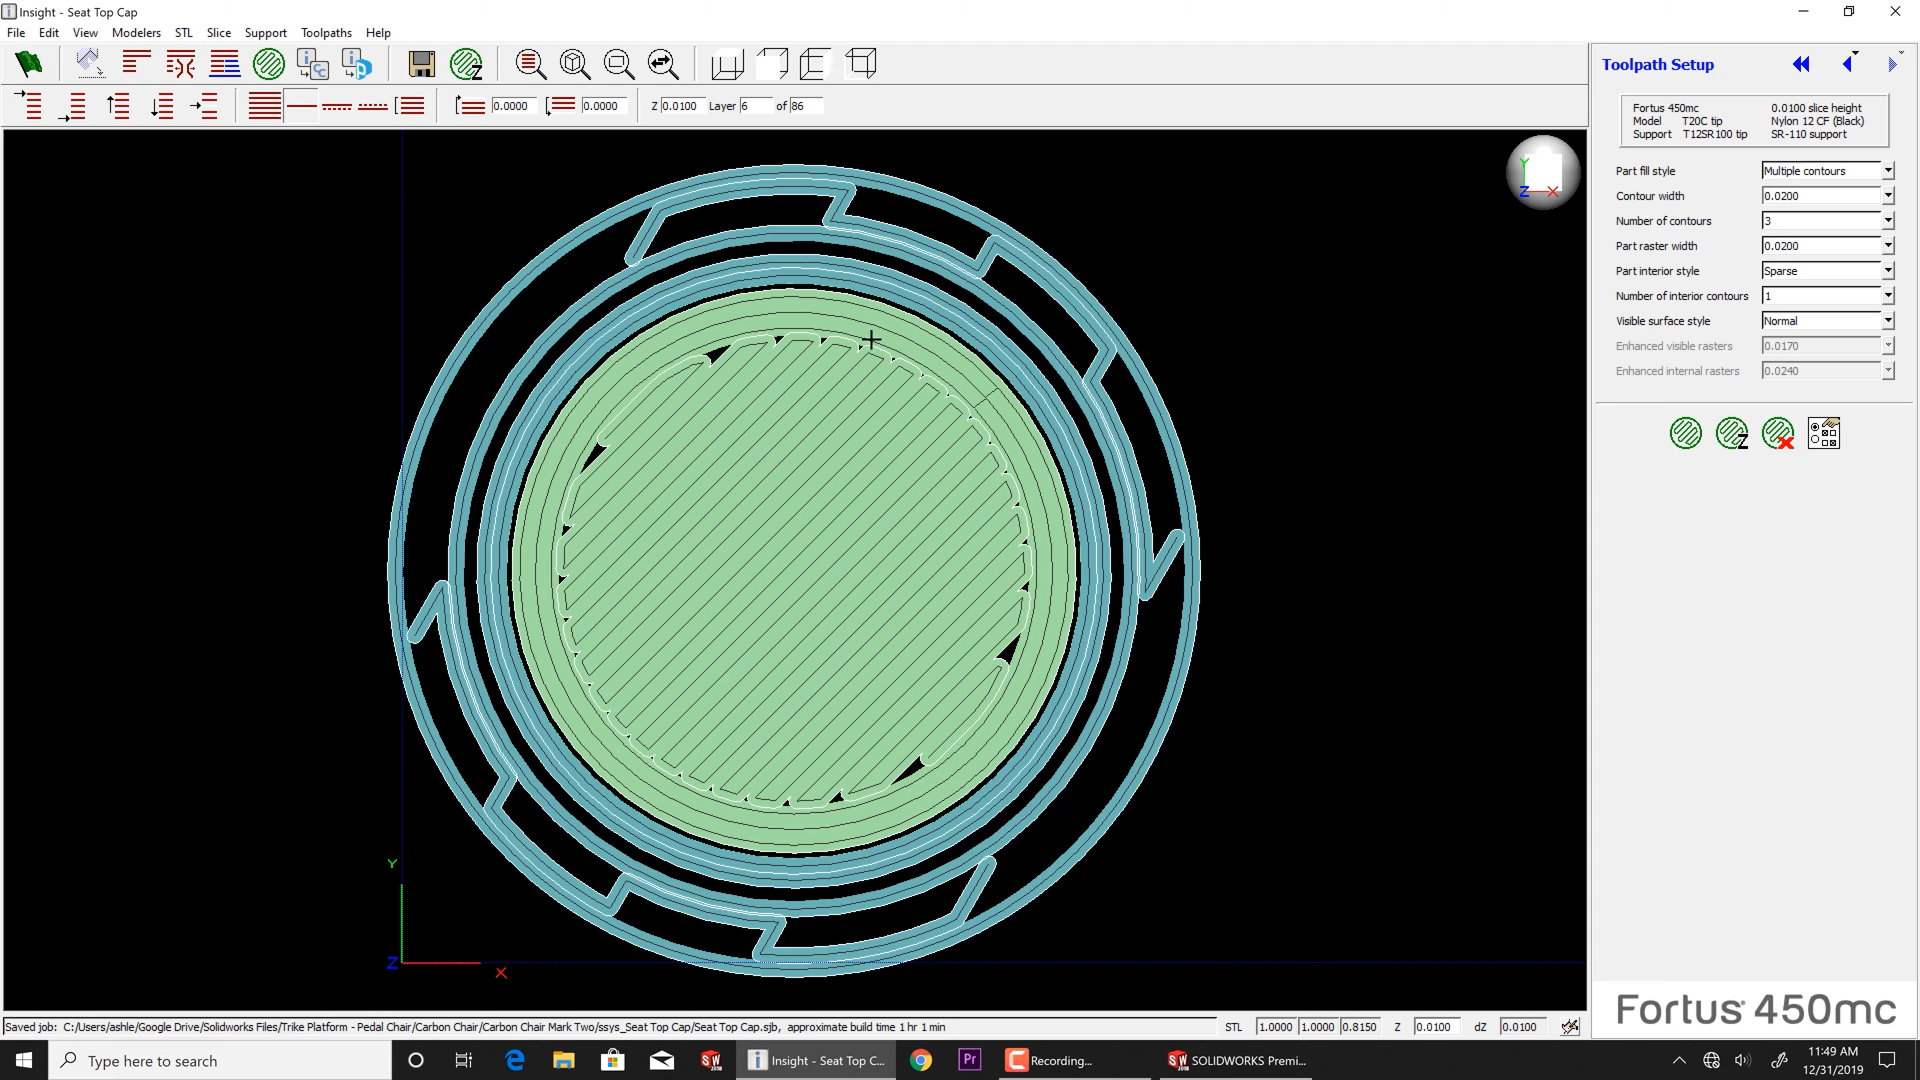 Insight - Seat Top Cap
File Edit View Modelers STL Slice Support Toolpaths Help
0.0000 0.0000 Z 0.0100 Layer 6 of 86
Toolpath Setup
Fortus 450mc 0.0100 slice height
Model T20C tip Nylon 12 CF (Black)
Support T12SR100 tip SR-110 support
Part fill style Multiple contours
Contour width 0.0200
Number of contours 3
Part raster width 0.0200
Part interior style Sparse
Number of interior contours 1
Visible surface style Normal
Enhanced visible rasters 0.0170
Enhanced internal rasters 0.0240
Y
Z X
Y
Z X
Fortus 450mc
Saved job: C:/Users/ashle/Google Drive/Solidworks Files/Trike Platform - Pedal Chair/Carbon Chair/Carbon Chair Mark Two/ssys_Seat Top Cap/Seat Top Cap.sjb, approximate build time 1 hr 1 min
STL 1.0000 1.0000 0.8150 Z 0.0100 dZ 0.0100
Type here to search
Insight - Seat Top C...
Recording...
SOLIDWORKS Premi...
11:49 AM
12/31/2019